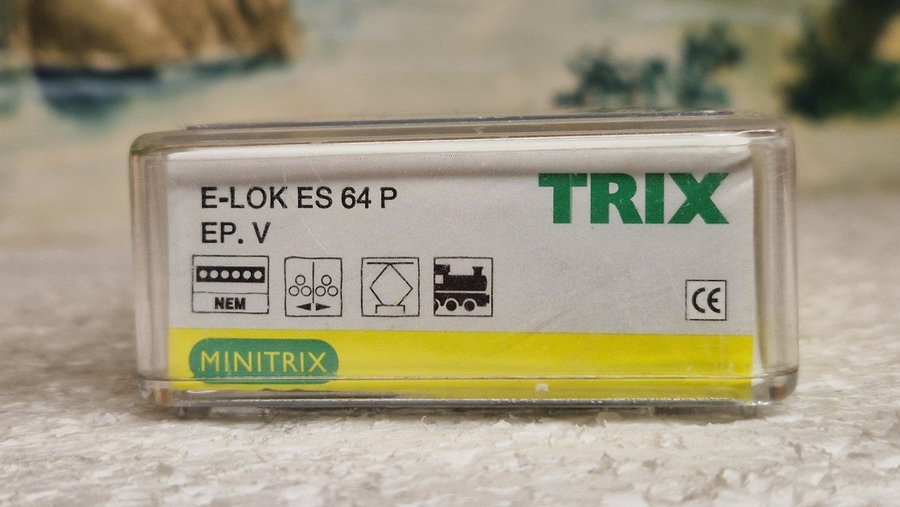 E-LOK ES 64 P
EP. V
TRIX
NEM
CE
MINITRIX